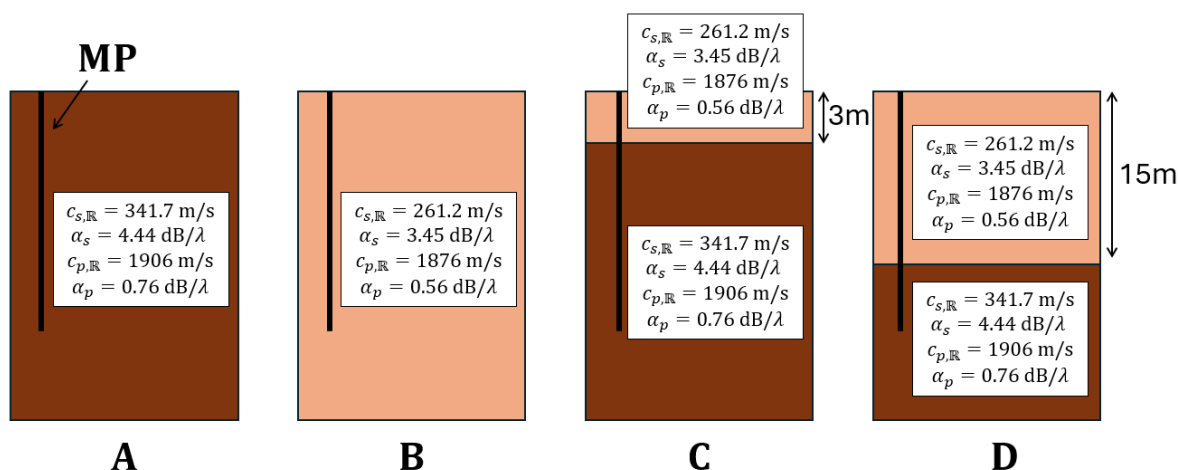 MP
c_{s,ℝ} = 341.7 m/s
α_s = 4.44 dB/λ
c_{p,ℝ} = 1906 m/s
α_p = 0.76 dB/λ
A
c_{s,ℝ} = 261.2 m/s
α_s = 3.45 dB/λ
c_{p,ℝ} = 1876 m/s
α_p = 0.56 dB/λ
B
c_{s,ℝ} = 261.2 m/s
α_s = 3.45 dB/λ
c_{p,ℝ} = 1876 m/s
α_p = 0.56 dB/λ
3m
c_{s,ℝ} = 341.7 m/s
α_s = 4.44 dB/λ
c_{p,ℝ} = 1906 m/s
α_p = 0.76 dB/λ
C
c_{s,ℝ} = 261.2 m/s
α_s = 3.45 dB/λ
c_{p,ℝ} = 1876 m/s
α_p = 0.56 dB/λ
15m
c_{s,ℝ} = 341.7 m/s
α_s = 4.44 dB/λ
c_{p,ℝ} = 1906 m/s
α_p = 0.76 dB/λ
D